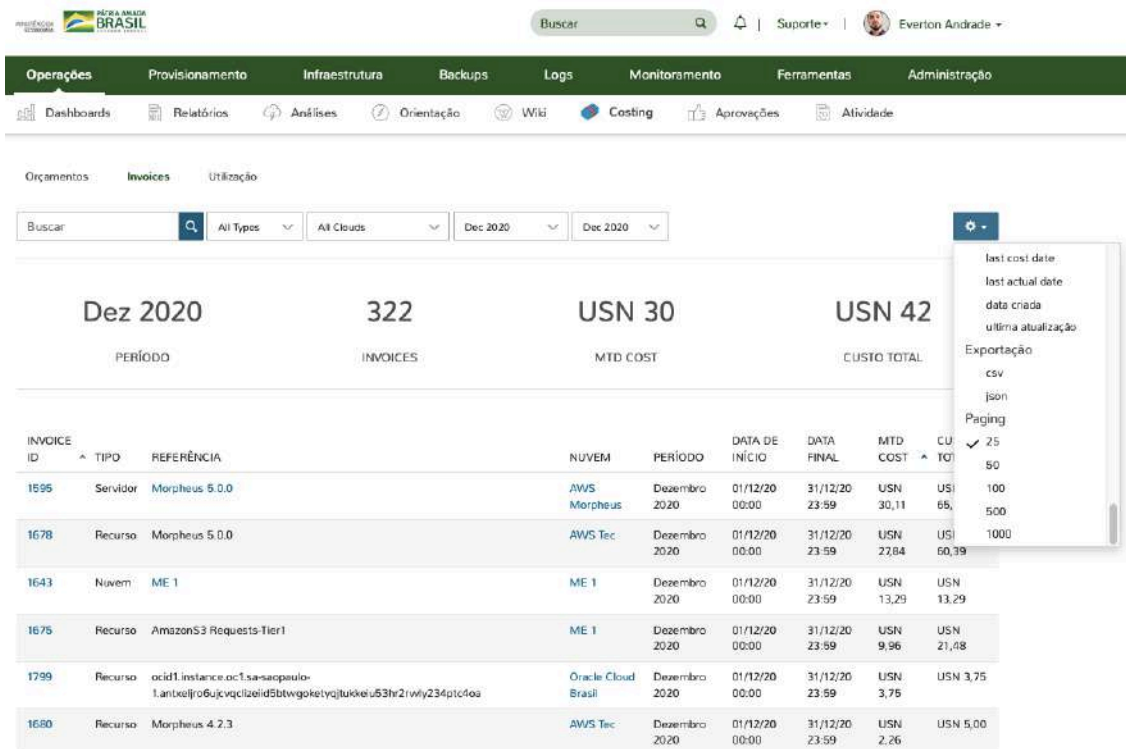 PÁTRIA AMADA
BRASIL
Buscar
Suporte
Everton Andrade
Operações Provisionamento Infraestrutura Backups Logs Monitoramento Ferramentas Administração
Dashboards Relatórios Análises Orientação Wiki Costing Aprovações Atividade
Orçamentos Invoices Utilização
Buscar All Types All Clouds Dec 2020 Dec 2020
last cost date
last actual date
data criada
ultima atualização
Exportação
csv
json
Paging
25
50
100
500
1000
Dez 2020 322 USN 30 USN 42
PERÍODO INVOICES MTD COST CUSTO TOTAL
INVOICE ID TIPO REFERÊNCIA NUVEM PERÍODO DATA DE INÍCIO DATA FINAL MTD COST
1595 Servidor Morpheus 5.0.0 AWS Morpheus Dezembro 2020 01/12/20 00:00 31/12/20 23:59 USN 30,11
1678 Recurso Morpheus 5.0.0 AWS Tec Dezembro 2020 01/12/20 00:00 31/12/20 23:59 USN 27,84 60,39
1643 Nuvem ME 1 ME 1 Dezembro 2020 01/12/20 00:00 31/12/20 23:59 USN 13,29 USN 13,29
1675 Recurso AmazonS3 Requests-Tier1 ME 1 Dezembro 2020 01/12/20 00:00 31/12/20 23:59 USN 9,96 USN 21,48
1799 Recurso ocid1.instance.oc1.sa-saopaulo- Oracle Cloud Brasil Dezembro 2020 01/12/20 00:00 31/12/20 23:59 USN 3,75 USN 3,75
1680 Recurso Morpheus 4.2.3 AWS Tec Dezembro 2020 01/12/20 00:00 31/12/20 23:59 USN 2,26 USN 5,00